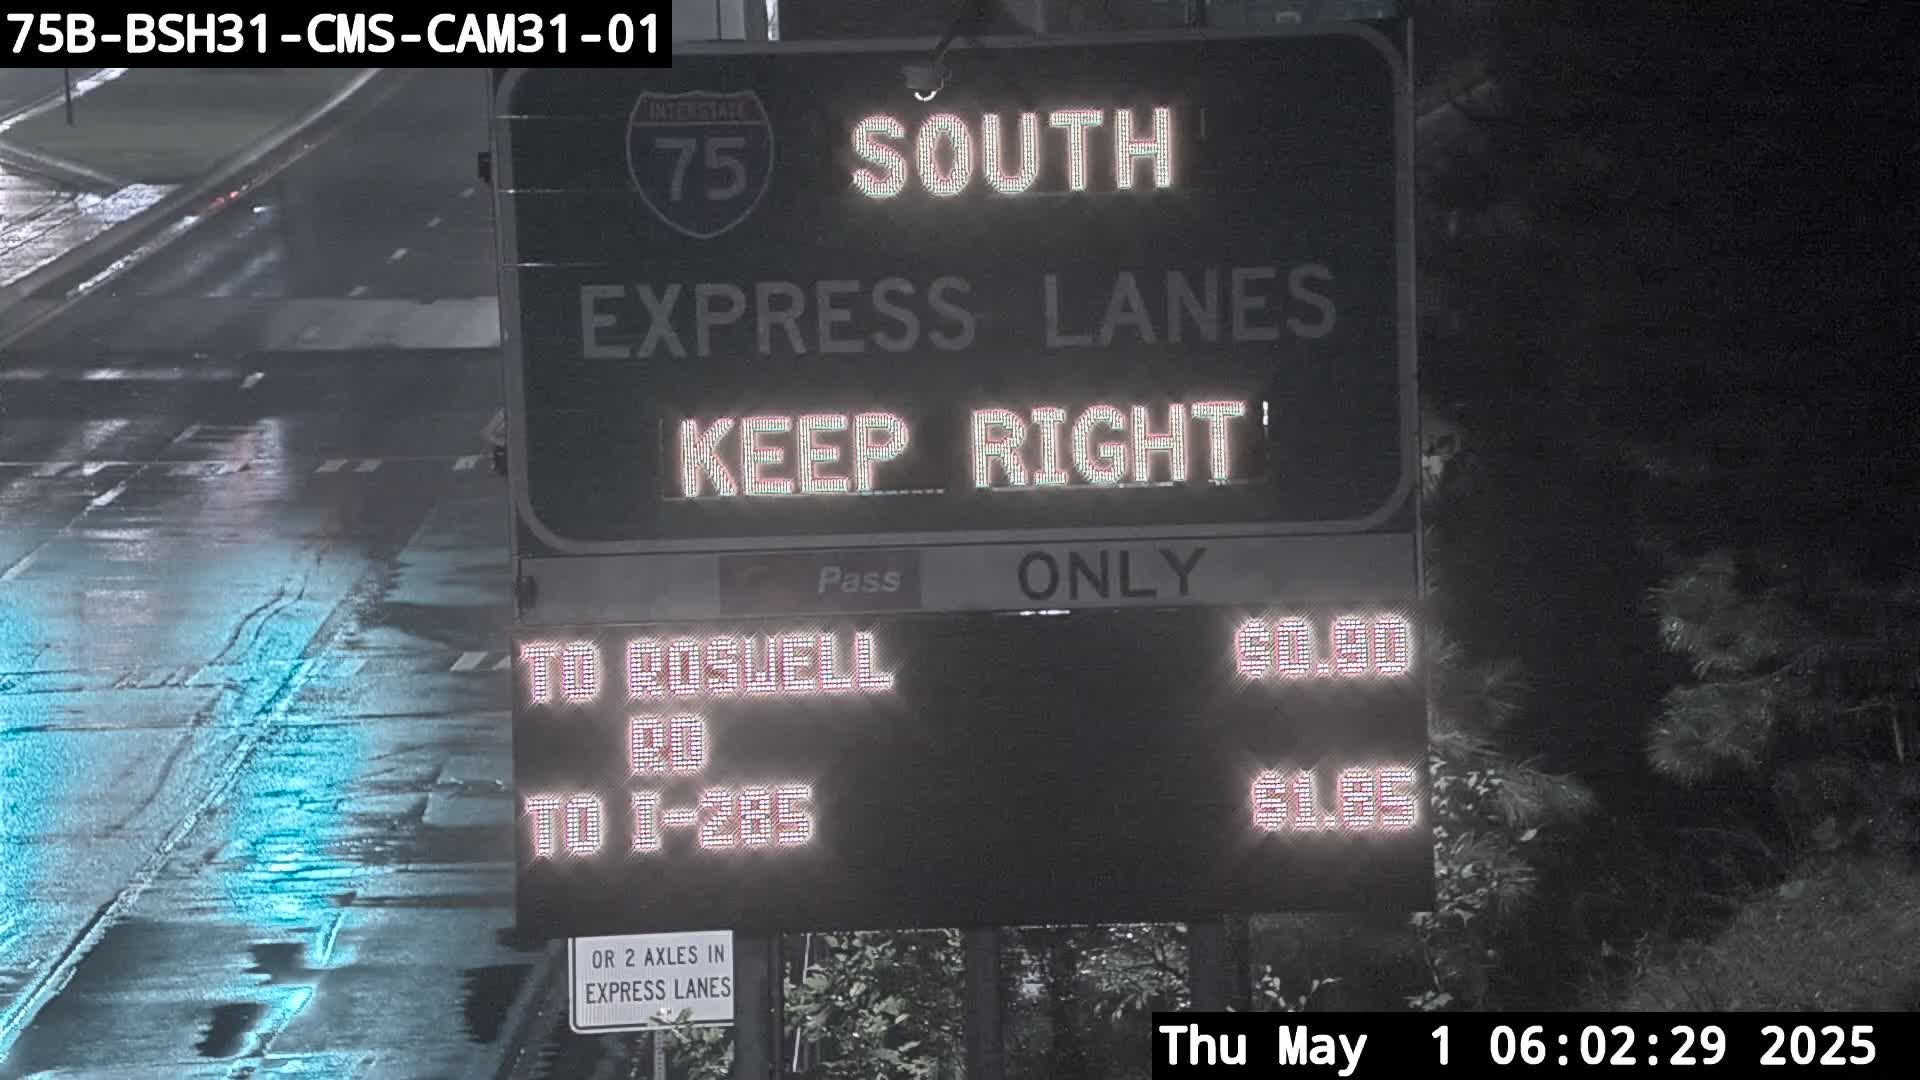 75B-BSH31-CMS-CAM31-01
INTERSTATE
75
SOUTH
EXPRESS LANES
KEEP RIGHT
Pass ONLY
TO ROSWELL $0.90
RD
TO I-285 $1.85
OR 2 AXLES IN
EXPRESS LANES
Thu May 1 06:02:29 2025